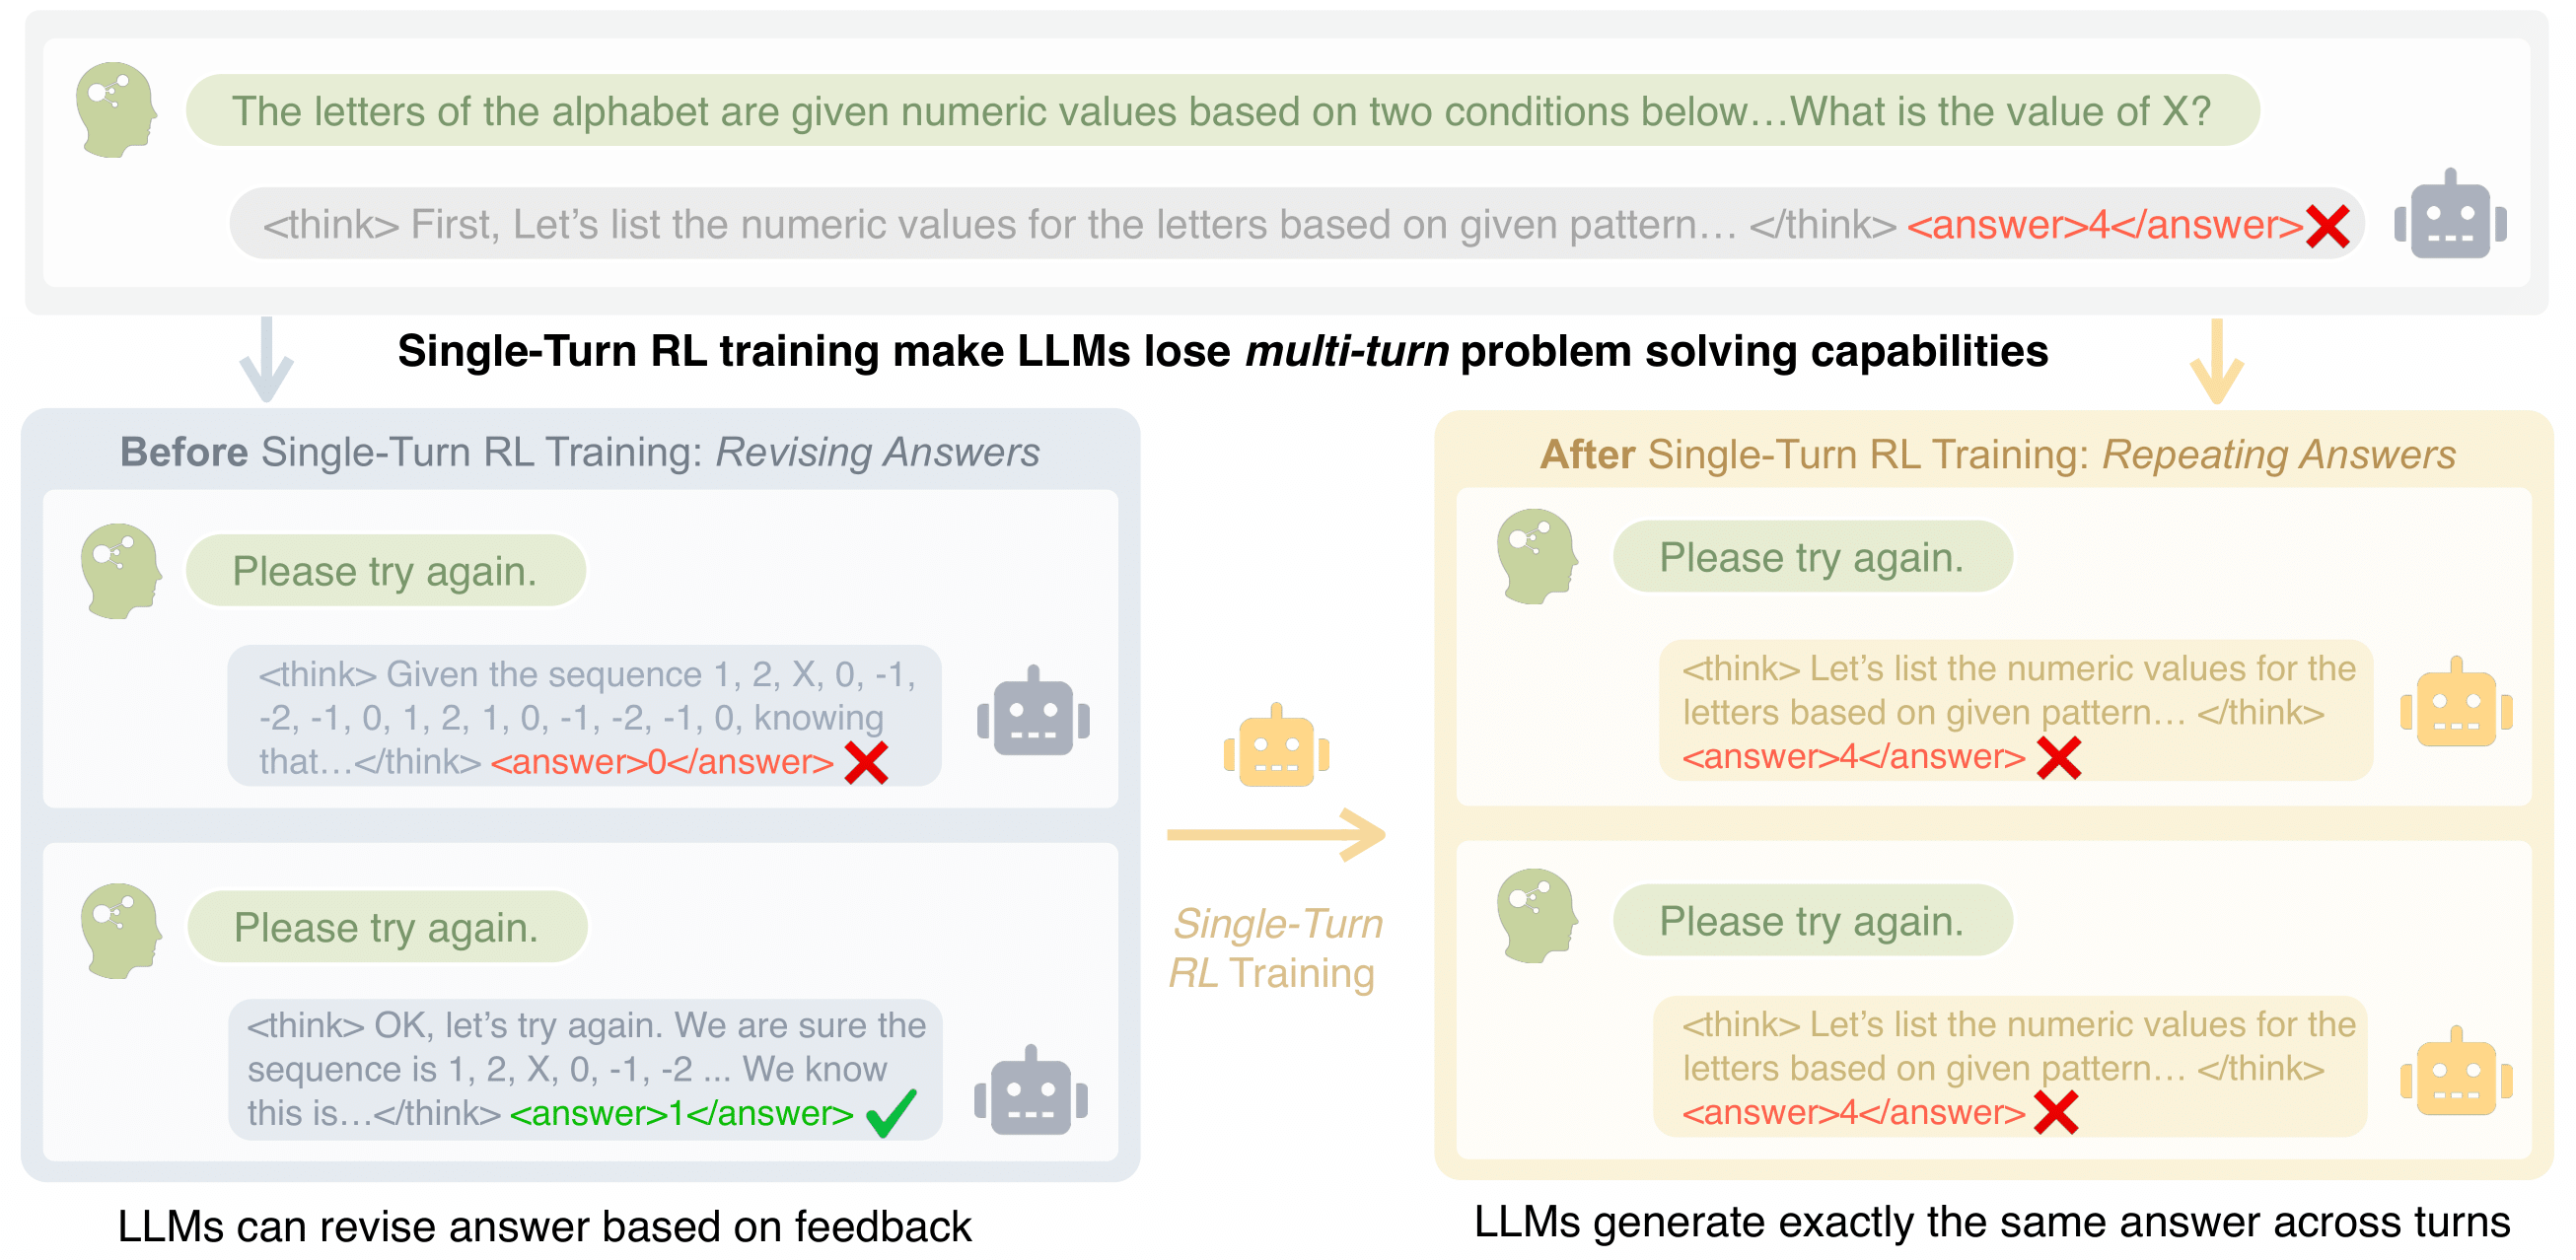 The letters of the alphabet are given numeric values based on two conditions below…What is the value of X?
<think> First, Let’s list the numeric values for the letters based on given pattern… </think> <answer>4</answer>
Single-Turn RL training make LLMs lose multi-turn problem solving capabilities
Before Single-Turn RL Training: Revising Answers
Please try again.
<think> Given the sequence 1, 2, X, 0, -1,
-2, -1, 0, 1, 2, 1, 0, -1, -2, -1, 0, knowing
that…</think> <answer>0</answer>
Please try again.
<think> OK, let’s try again. We are sure the
sequence is 1, 2, X, 0, -1, -2 ... We know
this is…</think> <answer>1</answer>
LLMs can revise answer based on feedback
Single-Turn
RL Training
After Single-Turn RL Training: Repeating Answers
Please try again.
<think> Let’s list the numeric values for the
letters based on given pattern… </think>
<answer>4</answer>
Please try again.
<think> Let’s list the numeric values for the
letters based on given pattern… </think>
<answer>4</answer>
LLMs generate exactly the same answer across turns